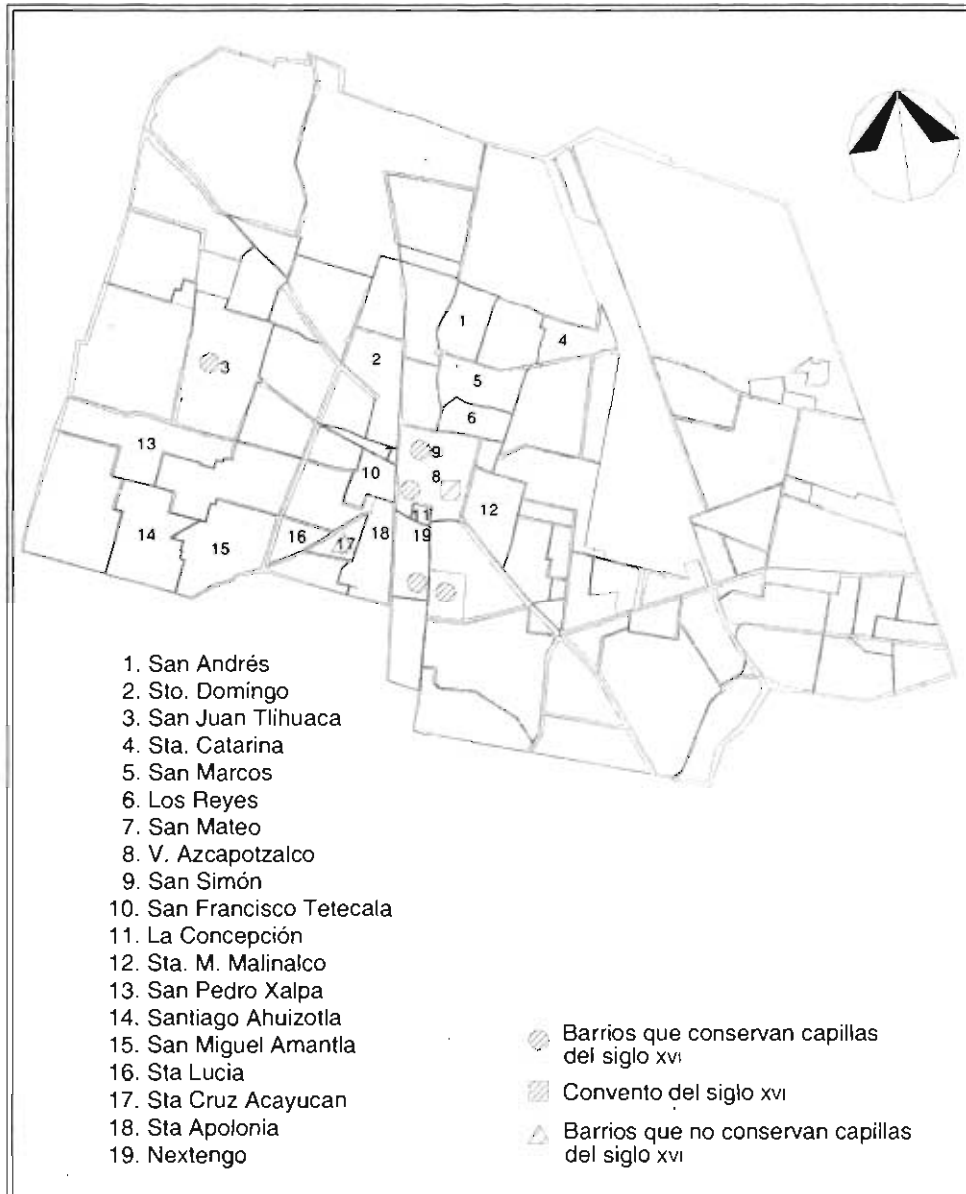 1
4
2
5
3
6
13
7
9
10
8
11
12
14
15
16
17
18
19
1. San Andrés
2. Sto. Domingo
3. San Juan Tlihuaca
4. Sta. Catarina
5. San Marcos
6. Los Reyes
7. San Mateo
8. V. Azcapotzalco
9. San Simón
10. San Francisco Tetecala
11. La Concepción
12. Sta. M. Malinalco
13. San Pedro Xalpa
14. Santiago Ahuizotla
15. San Miguel Amantla
16. Sta Lucia
17. Sta Cruz Acayucan
18. Sta Apolonia
19. Nextengo
Barrios que conservan capillas
del siglo XVI
Convento del siglo XVI
Barrios que no conservan capillas
del siglo XVI